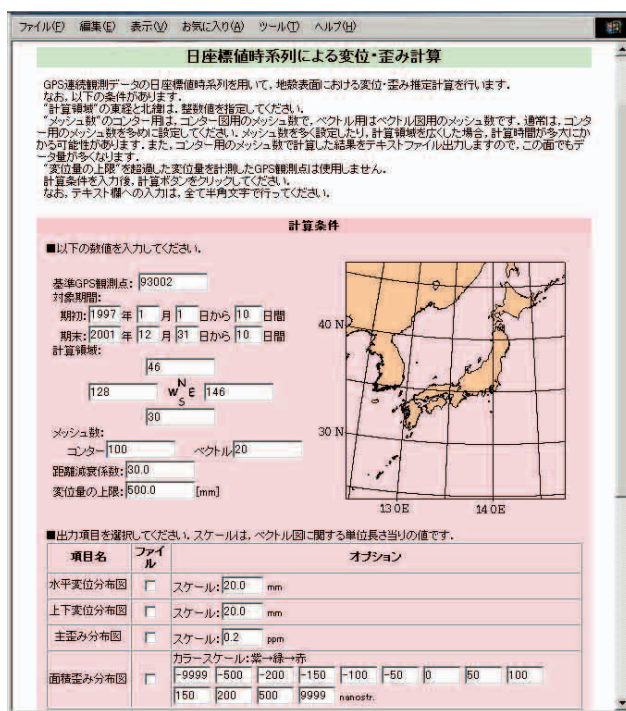 ファイル(F) 編集(E) 表示(V) お気に入り(A) ツール(T) ヘルプ(H)
日座標値時系列による変位・歪み計算
GPS連続観測データの日座標値時系列を用いて、地殻表面における変位・歪み推定計算を行います。
なお、以下の条件があります。
"計算領域"の東経と北緯は、整数値を指定してください。
"メッシュ数"のコンター用は、コンター図用のメッシュ数で、ベクトル用はベクトル図用のメッシュ数です。通常は、コンタ
ー用のメッシュ数を多めに設定してください。メッシュ数を多く設定したり、計算領域を広くした場合、計算時間が多大にか
かる可能性があります。また、コンター用のメッシュ数で計算した結果をテキストファイル出力しますので、この面でもデ
ータ量が多くなります。
"変位量の上限"を超過した変位量を計測したGPS観測点は使用しません。
計算条件を入力後、計算ボタンをクリックしてください。
なお、テキスト欄への入力は、全て半角文字で行ってください。
計算条件
■以下の数値を入力してください.
基準GPS観測点: 93002
対象期間:
期初: 1997 年 1 月 1 日から 10 日間
期末: 2001 年 12 月 31 日から 10 日間
計算領域:
46
128 W N S E 146
30
メッシュ数:
コンター 100 ベクトル 20
距離減衰係数: 30.0
変位量の上限: 500.0 [mm]
40 N
30 N
130E 140E
■出力項目を選択してください. スケールは, ベクトル図に関する単位長さ当りの値です.
項目名 ファイル オプション
水平変位分布図 スケール: 20.0 mm
上下変位分布図 スケール: 20.0 mm
主歪み分布図 スケール: 0.2 ppm
面積歪み分布図 カラースケール:紫→緑→赤
-9999 -500 -200 -150 -100 -50 0 50 100
150 200 500 9999 nanostr.